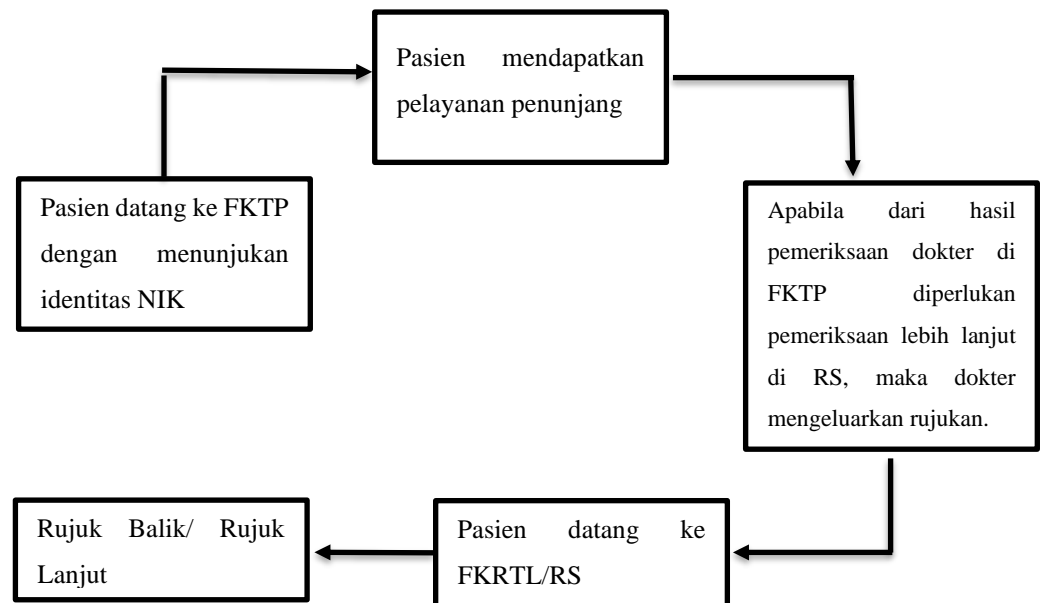 Pasien mendapatkan
pelayanan penunjang
Pasien datang ke FKTP
dengan menunjukan
identitas NIK
Apabila dari hasil
pemeriksaan dokter di
FKTP diperlukan
pemeriksaan lebih lanjut
di RS, maka dokter
mengeluarkan rujukan.
Rujuk Balik/ Rujuk
Lanjut
Pasien datang ke
FKRTL/RS